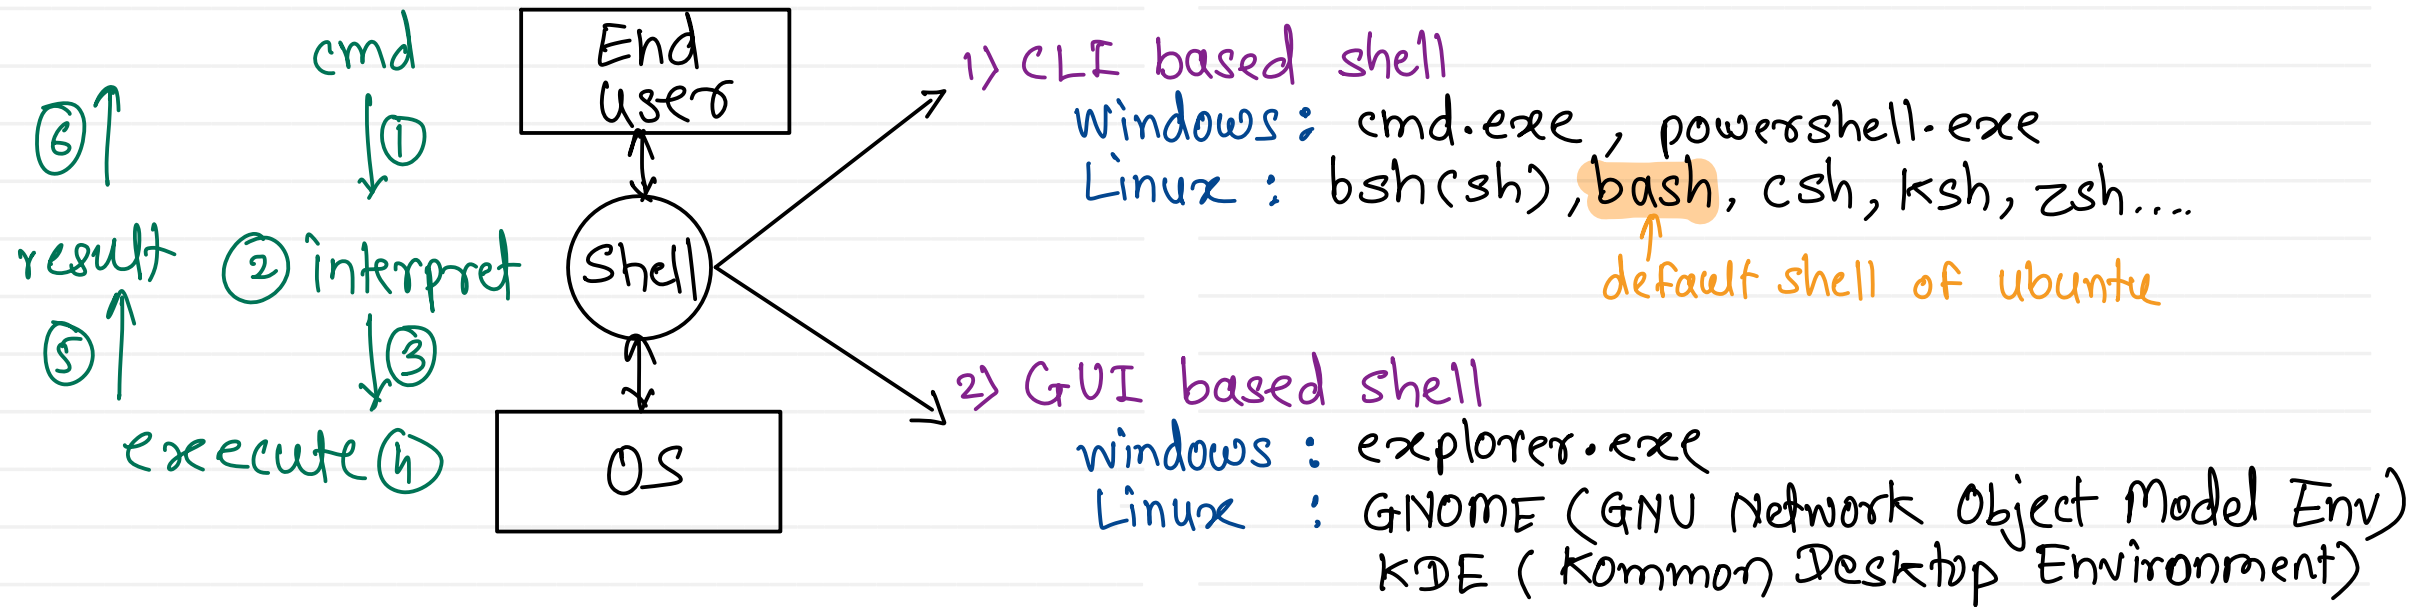 cmd
①
⑥
result
② interpret
③
⑤
execute ④
End
user
Shell
OS
1) CLI based shell
Windows : cmd.exe , powershell.exe
Linux : bsh(sh), bash, csh, ksh, zsh....
default shell of ubuntu
2) GUI based shell
windows : explorer.exe
Linux : GNOME (GNU Network Object Model Env)
KDE (Kommon Desktop Environment)